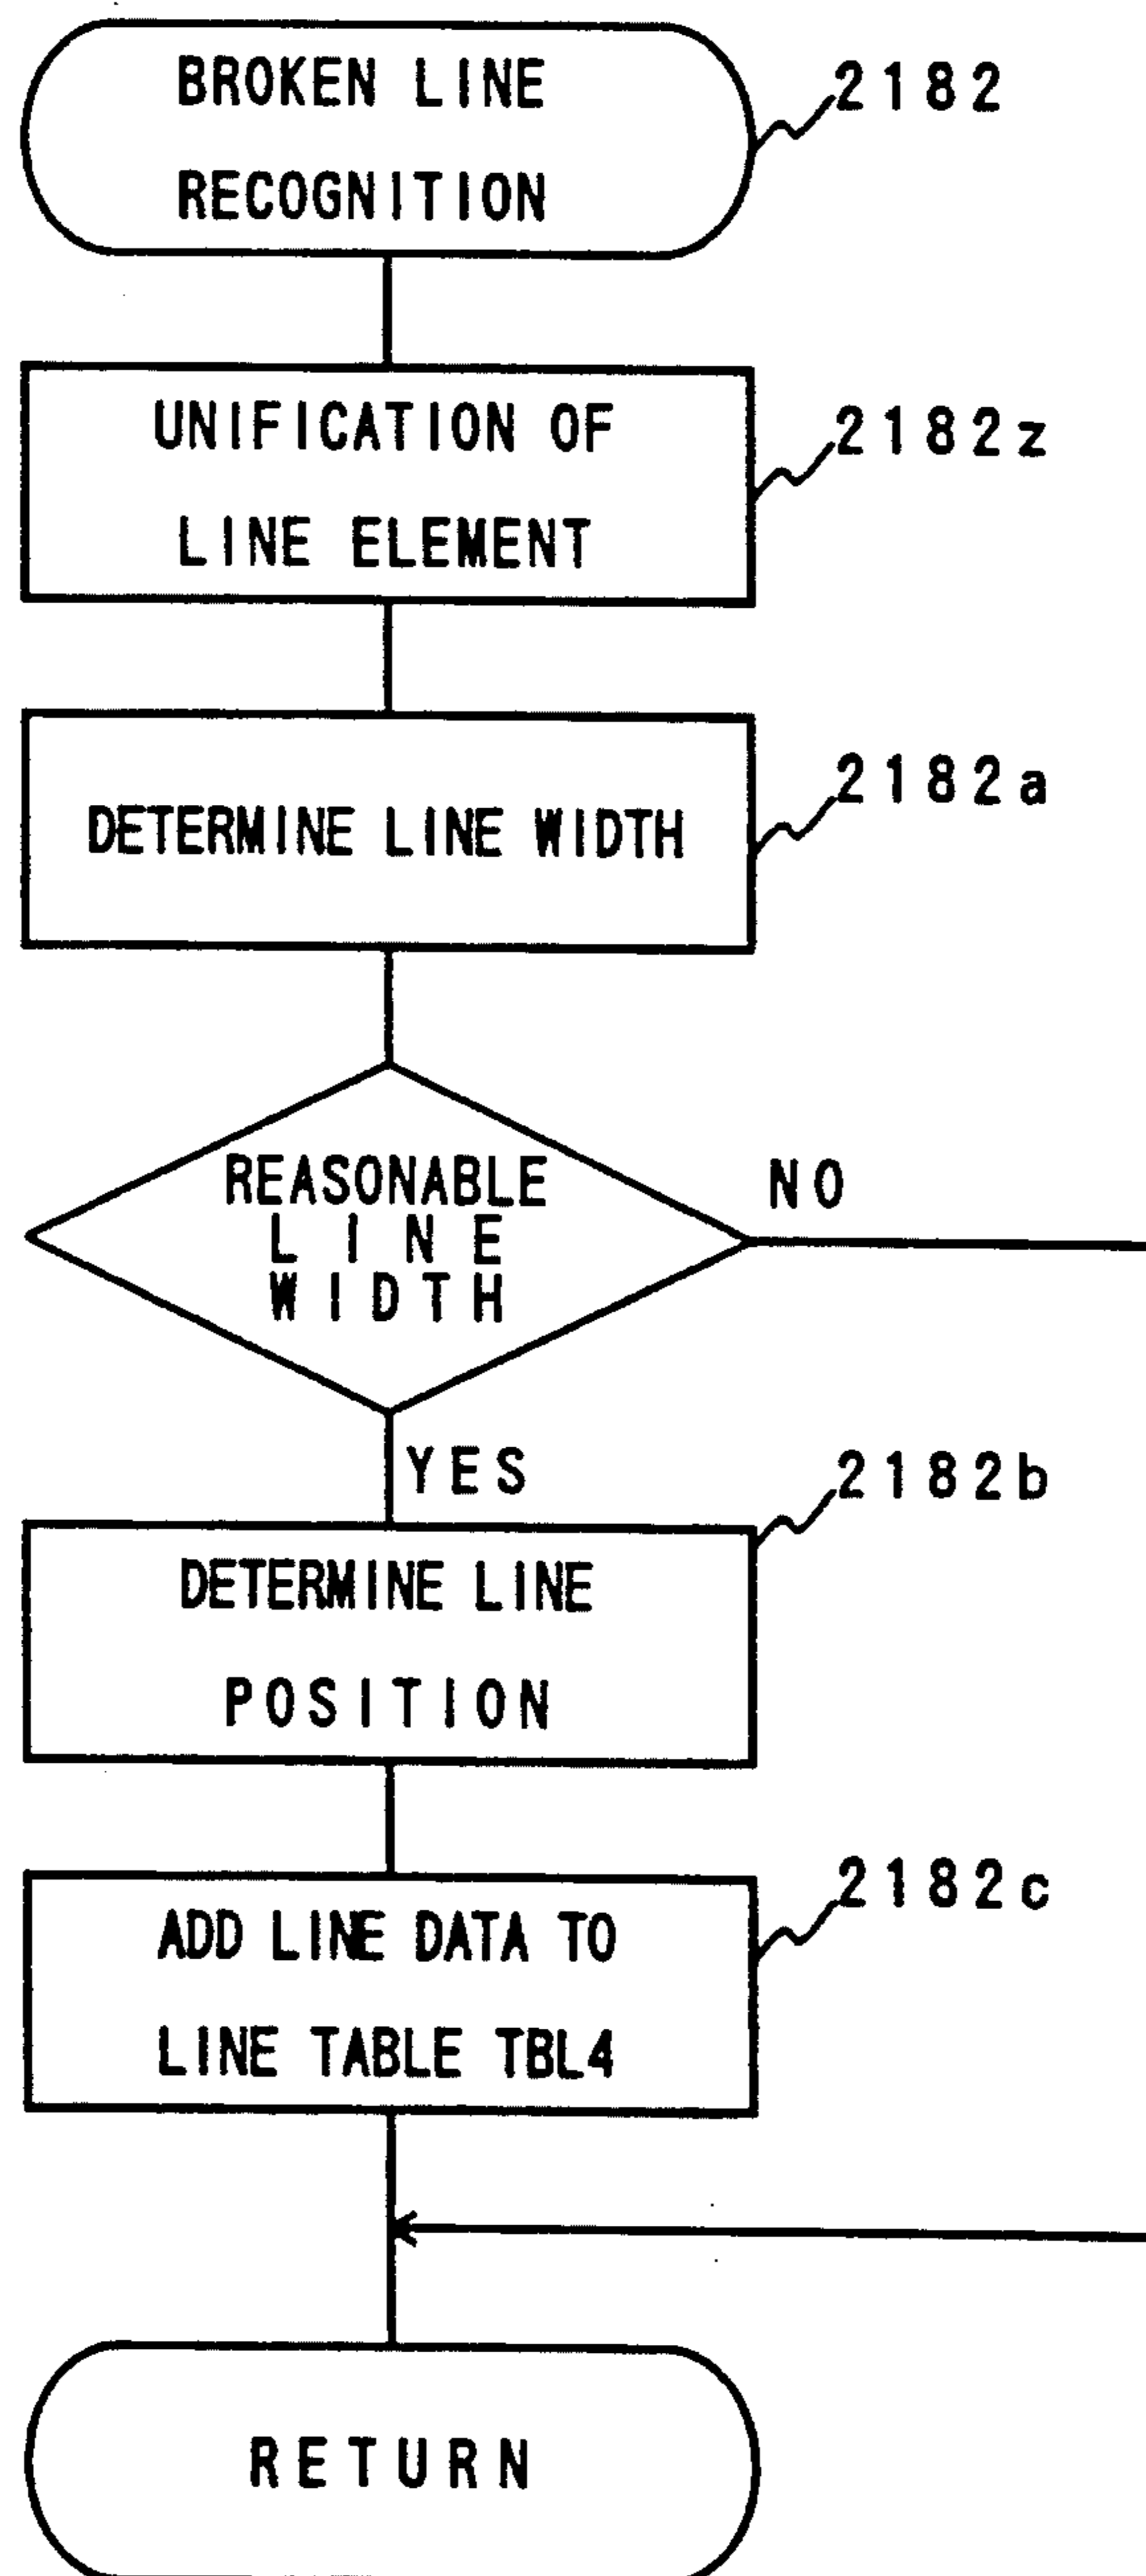 BROKEN LINE
RECOGNITION
2182
UNIFICATION OF
LINE ELEMENT
2182z
DETERMINE LINE WIDTH
2182a
REASONABLE
LINE
WIDTH
NO
YES
2182b
DETERMINE LINE
POSITION
2182c
ADD LINE DATA TO
LINE TABLE TBL4
RETURN